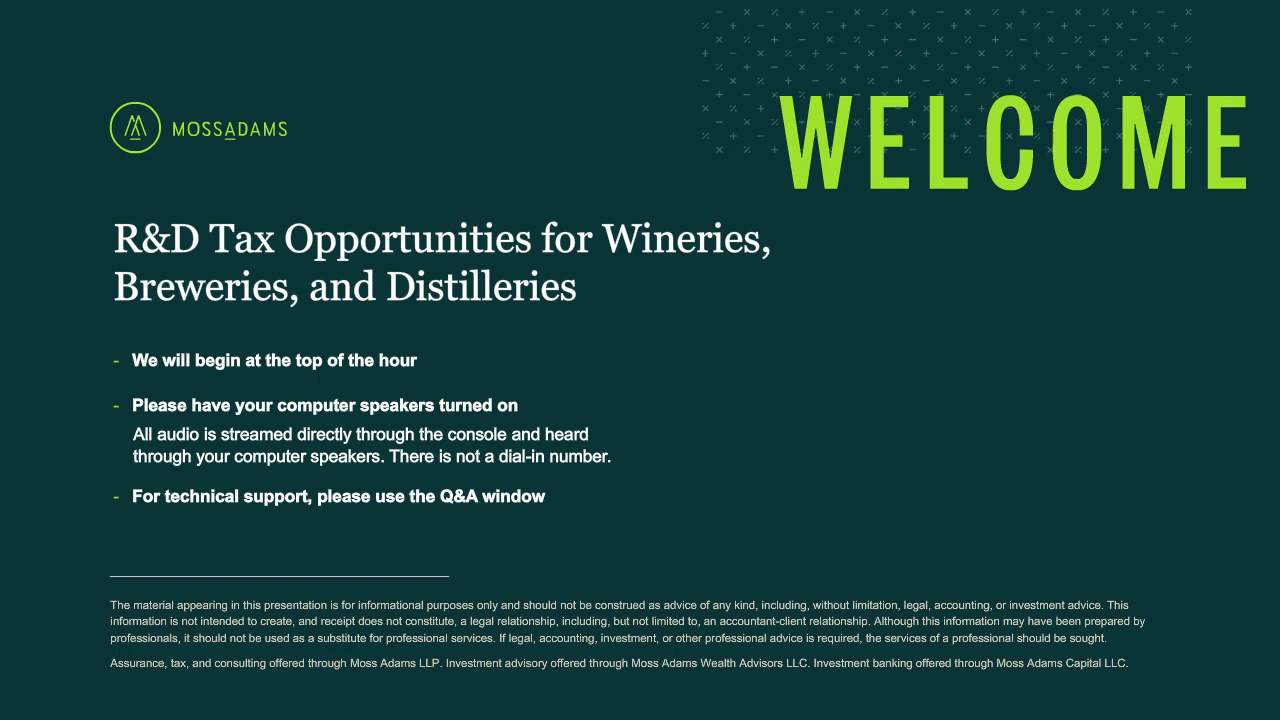 MOSSADAMS
WELCOME
R&D Tax Opportunities for Wineries,
Breweries, and Distilleries
- We will begin at the top of the hour
- Please have your computer speakers turned on
All audio is streamed directly through the console and heard
through your computer speakers. There is not a dial-in number.
- For technical support, please use the Q&A window
The material appearing in this presentation is for informational purposes only and should not be construed as advice of any kind, including, without limitation, legal, accounting, or investment advice. This
information is not intended to create, and receipt does not constitute, a legal relationship, including, but not limited to, an accountant-client relationship. Although this information may have been prepared by
professionals, it should not be used as a substitute for professional services. If legal, accounting, investment, or other professional advice is required, the services of a professional should be sought.
Assurance, tax, and consulting offered through Moss Adams LLP. Investment advisory offered through Moss Adams Wealth Advisors LLC. Investment banking offered through Moss Adams Capital LLC.